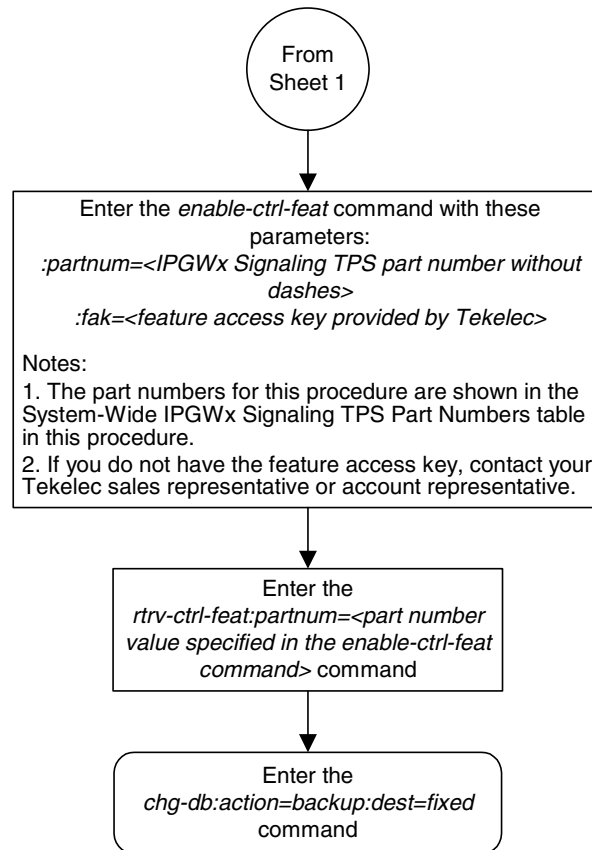 From
Sheet 1
Enter the enable-ctrl-feat command with these
parameters:
:partnum=<IPGWx Signaling TPS part number without
dashes>
:fak=<feature access key provided by Tekelec>
Notes:
1. The part numbers for this procedure are shown in the
System-Wide IPGWx Signaling TPS Part Numbers table
in this procedure.
2. If you do not have the feature access key, contact your
Tekelec sales representative or account representative.
Enter the
rtrv-ctrl-feat:partnum=<part number
value specified in the enable-ctrl-feat
command> command
Enter the
chg-db:action=backup:dest=fixed
command